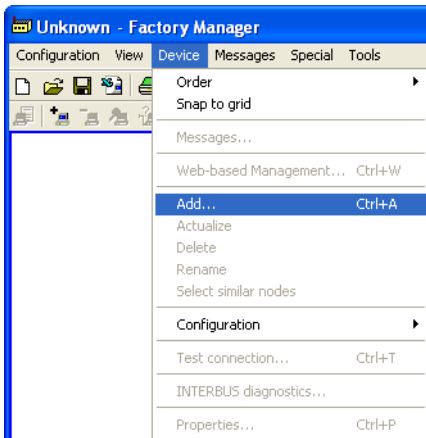 Unknown - Factory Manager
Configuration View Device Messages Special Tools
Order
Snap to grid
Messages...
Web-based Management... Ctrl+W
Add... Ctrl+A
Actualize
Delete
Rename
Select similar nodes
Configuration
Test connection... Ctrl+T
INTERBUS diagnostics...
Properties... Ctrl+P